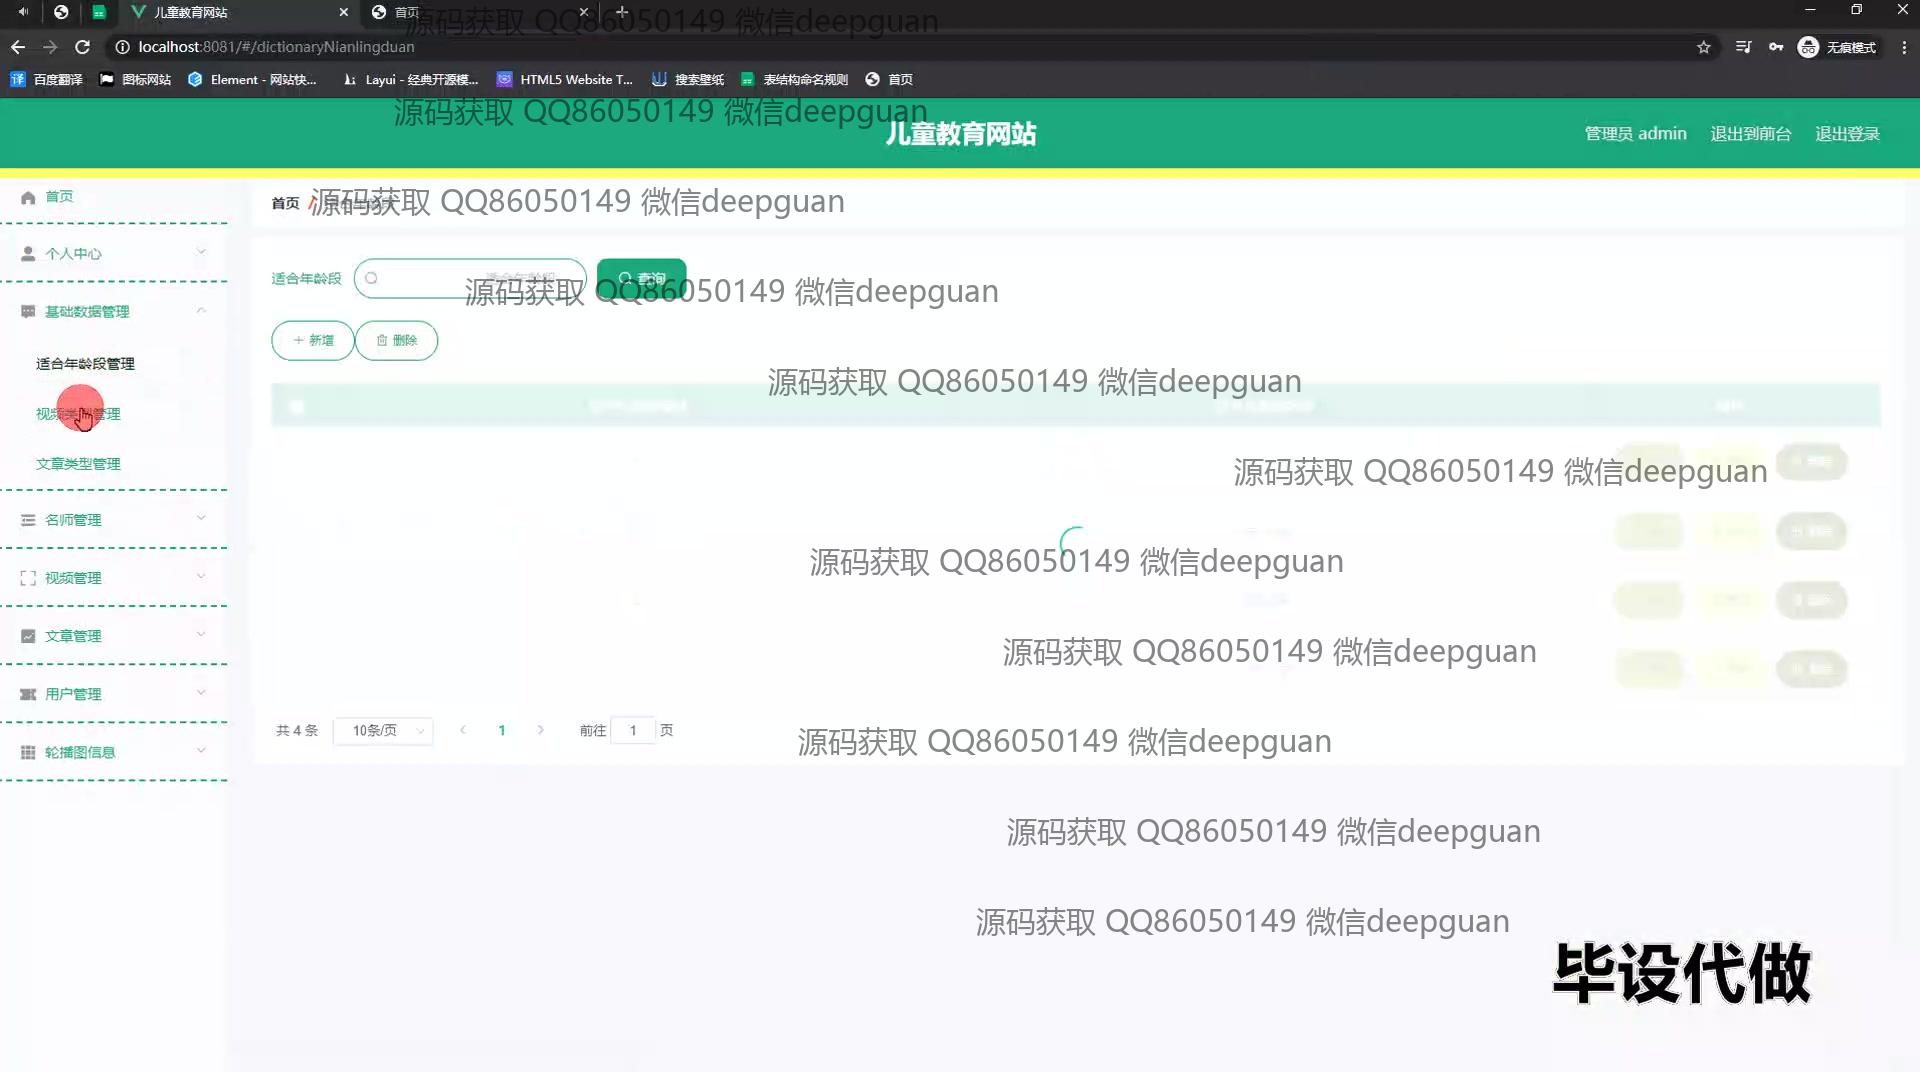 儿童教育网站
首页
localhost:8081/#/dictionaryNianlingduan
无痕模式
百度翻译
图标网站
Element - 网站快...
Layui - 经典开源模...
HTML5 Website T...
搜索壁纸
表结构命名规则
首页
儿童教育网站
管理员 admin
退出到前台
退出登录
首页
个人中心
基础数据管理
适合年龄段管理
视频类型管理
文章类型管理
名师管理
视频管理
文章管理
用户管理
轮播图信息
首页 /
适合年龄段
适合年龄段
查询
新增
删除
共 4 条
10条/页
1
前往 1 页
源码获取 QQ86050149 微信deepguan
源码获取 QQ86050149 微信deepguan
源码获取 QQ86050149 微信deepguan
源码获取 QQ86050149 微信deepguan
源码获取 QQ86050149 微信deepguan
源码获取 QQ86050149 微信deepguan
源码获取 QQ86050149 微信deepguan
源码获取 QQ86050149 微信deepguan
源码获取 QQ86050149 微信deepguan
源码获取 QQ86050149 微信deepguan
源码获取 QQ86050149 微信deepguan
毕设代做